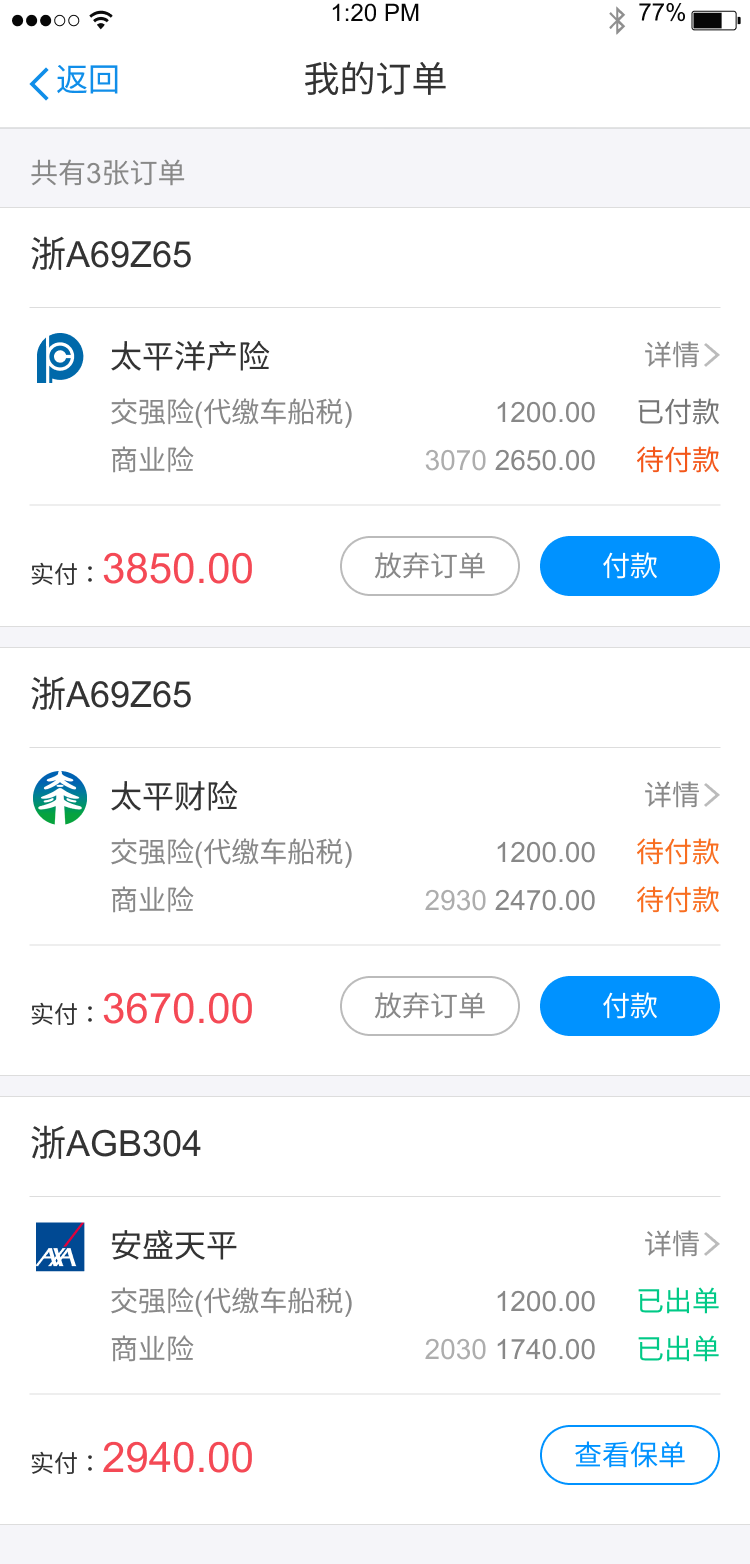 1:20 PM 77%
返回 我的订单
共有3张订单
浙A69Z65
太平洋产险 详情
交强险(代缴车船税) 1200.00 已付款
商业险 3070 2650.00 待付款
实付：3850.00 放弃订单 付款
浙A69Z65
太平财险 详情
交强险(代缴车船税) 1200.00 待付款
商业险 2930 2470.00 待付款
实付：3670.00 放弃订单 付款
浙AGB304
AXA 安盛天平 详情
交强险(代缴车船税) 1200.00 已出单
商业险 2030 1740.00 已出单
实付：2940.00 查看保单